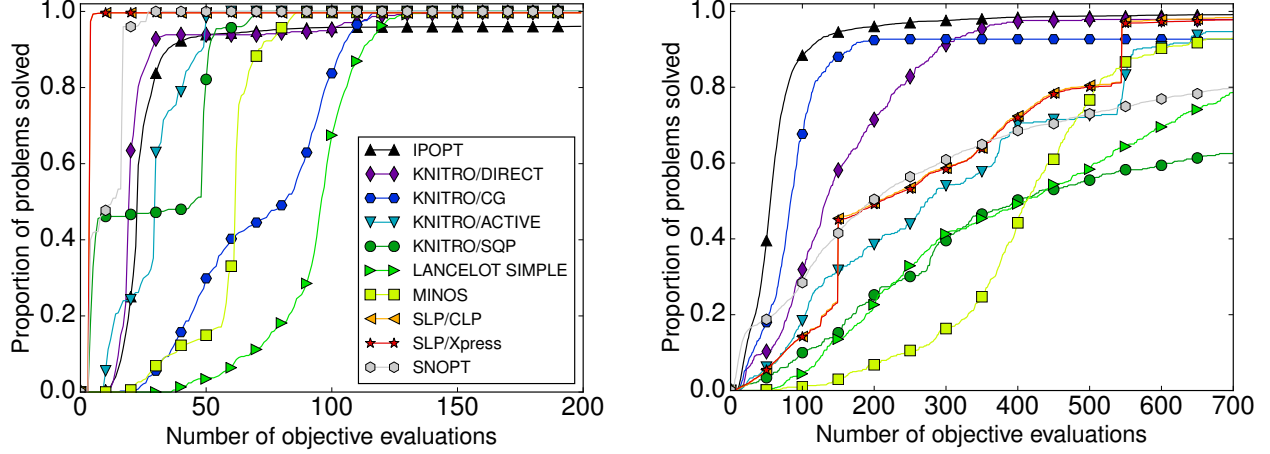 Proportion of problems solved
1.0
0.8
0.6
0.4
0.2
0.0
0
50
100
150
200
Number of objective evaluations
IPOPT
KNITRO/DIRECT
KNITRO/CG
KNITRO/ACTIVE
KNITRO/SQP
LANCELOT SIMPLE
MINOS
SLP/CLP
SLP/Xpress
SNOPT
Proportion of problems solved
1.0
0.8
0.6
0.4
0.2
0.0
0
100
200
300
400
500
600
700
Number of objective evaluations